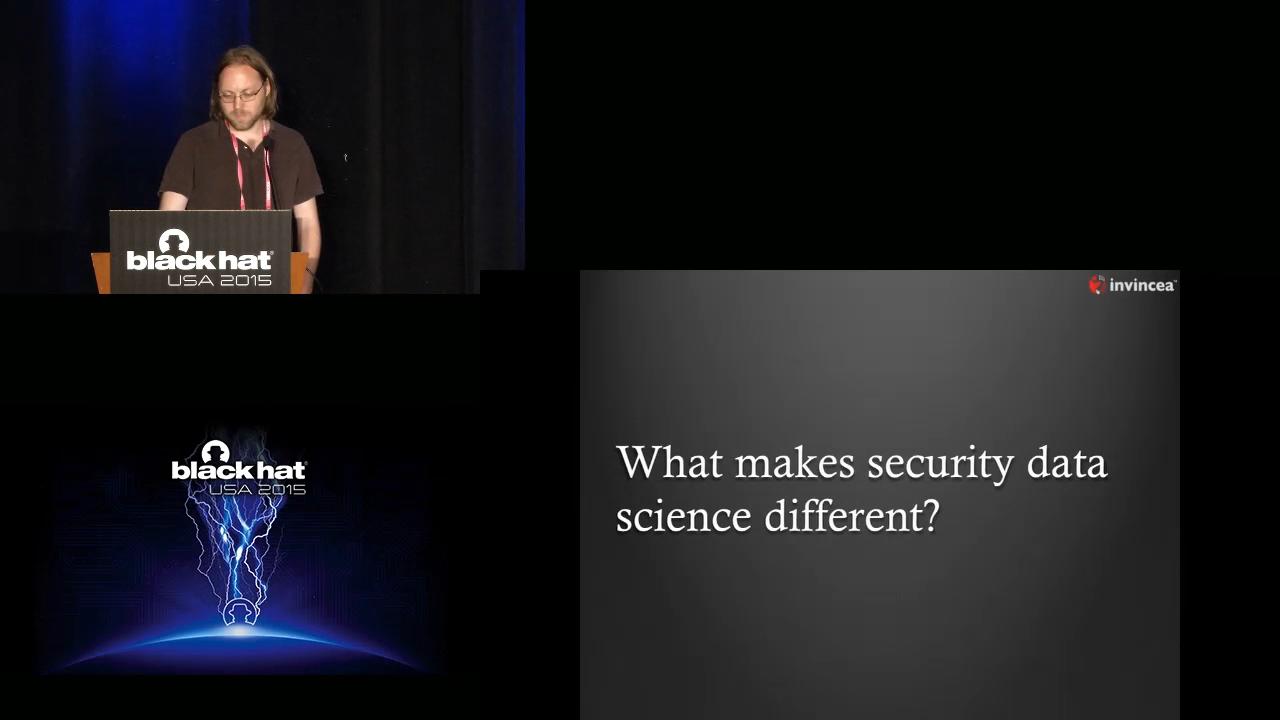 black hat
USA 2015
invincea
What makes security data
science different?
black hat
USA 2015